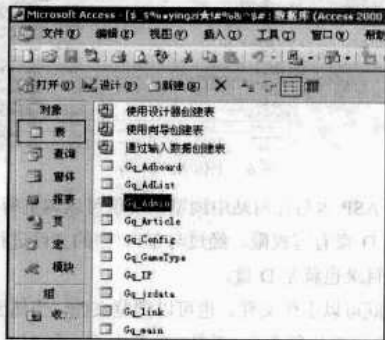 Microsoft Access
数据库 (Access 2000
文件(F) 编辑(E) 视图(V) 插入(I) 工具(T) 窗口(W) 帮助
打开(O) 设计(D) 新建(N)
对象
表
查询
窗体
报表
页
宏
模块
组
收...
使用设计器创建表
使用向导创建表
通过输入数据创建表
Gq_Adboard
Gq_AdList
Gq_Admin
Gq_Article
Gq_Config
Gq_GameType
Gq_IP
Gq_jzdata
Gq_link
Gq_main